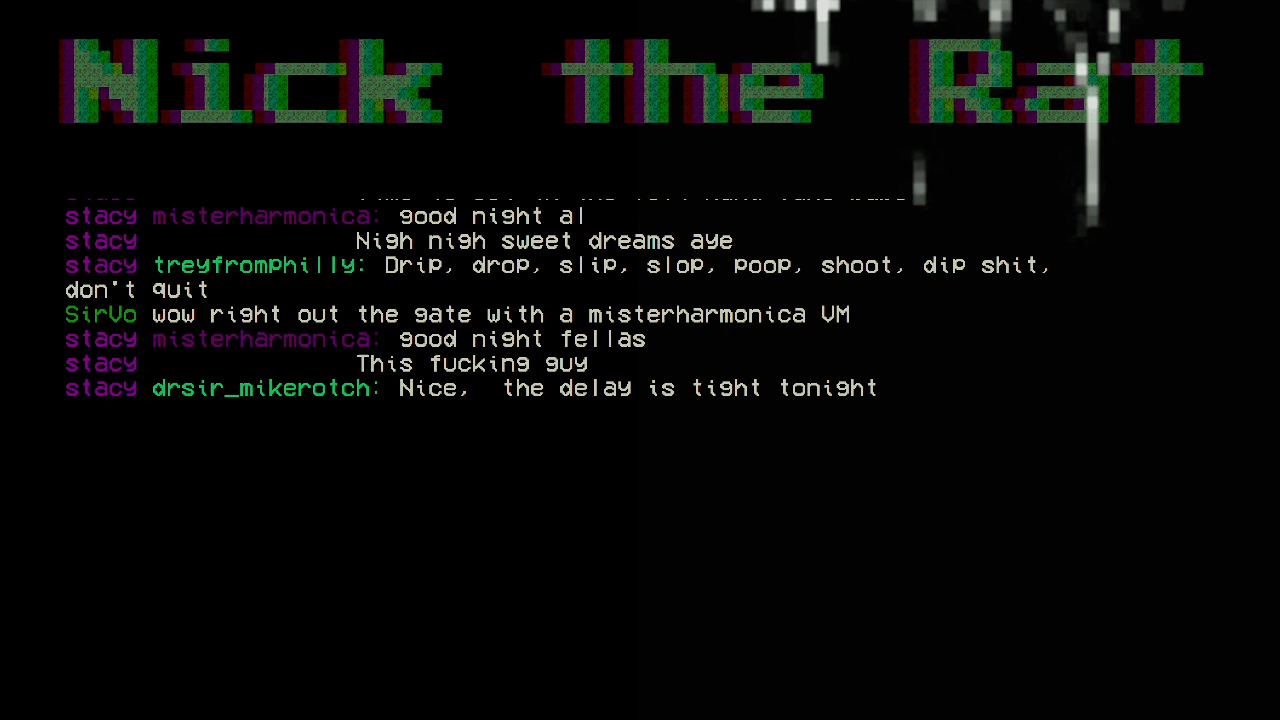 Nick the Rat
stacy misterharmonica: good night al
stacy Nigh nigh sweet dreams aye
stacy treyfromphilly: Drip, drop, slip, slop, poop, shoot, dip shit,
don't quit
SirVo wow right out the gate with a misterharmonica VM
stacy misterharmonica: good night fellas
stacy This fucking guy
stacy drsir_mikerotch: Nice, the delay is tight tonight